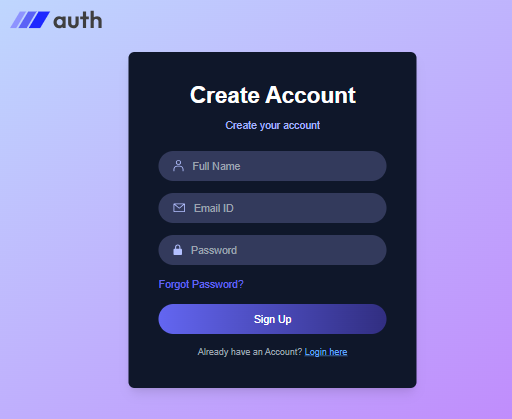 auth
Create Account
Create your account
Full Name
Email ID
Password
Forgot Password?
Sign Up
Already have an Account? Login here